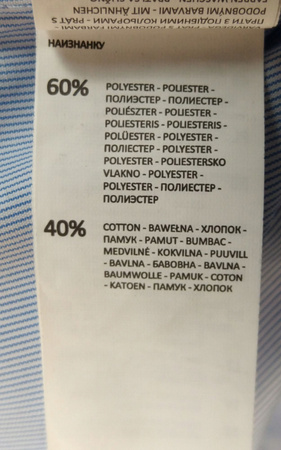 НАИЗНАНКУ
60%
POLYESTER - POLIESTER -
ПОЛИЭСТЕР - ПОЛИЕСТЕР -
POLIÉSZTER - POLIESTER -
POLIESTERIS - POLIESTERIS -
POLÜESTER - POLYESTER -
ПОЛІЕСТЕР - POLYESTER -
POLYESTER - POLIESTERSKO
VLAKNO - POLYESTER -
POLYESTER - ПОЛИЕСТЕР -
ПОЛИЭСТЕР
40%
COTTON - BAWEŁNA - ХЛОПОК -
ПАМУК - PAMUT - BUMBAC -
MEDVILNĖ - KOKVILNA - PUUVILL
- BAVLNA - БАВОВНА - BAVLNA -
BAUMWOLLE - PAMUK - COTON
- KATOEN - ПАМУК - ХЛОПОК